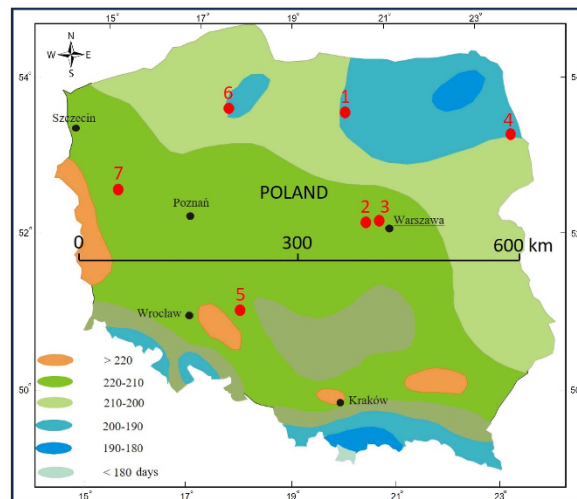 15° 17° 19° 21° 23°
N
W E
S
54° 54°
6 1
Szczecin 4
7
Poznań POLAND 2 3
Warszawa
52° 52°
0 300 600 km
5
Wrocław
> 220
220-210
210-200 Kraków
50° 50°
200-190
190-180
< 180 days
15° 17° 19° 21° 23°